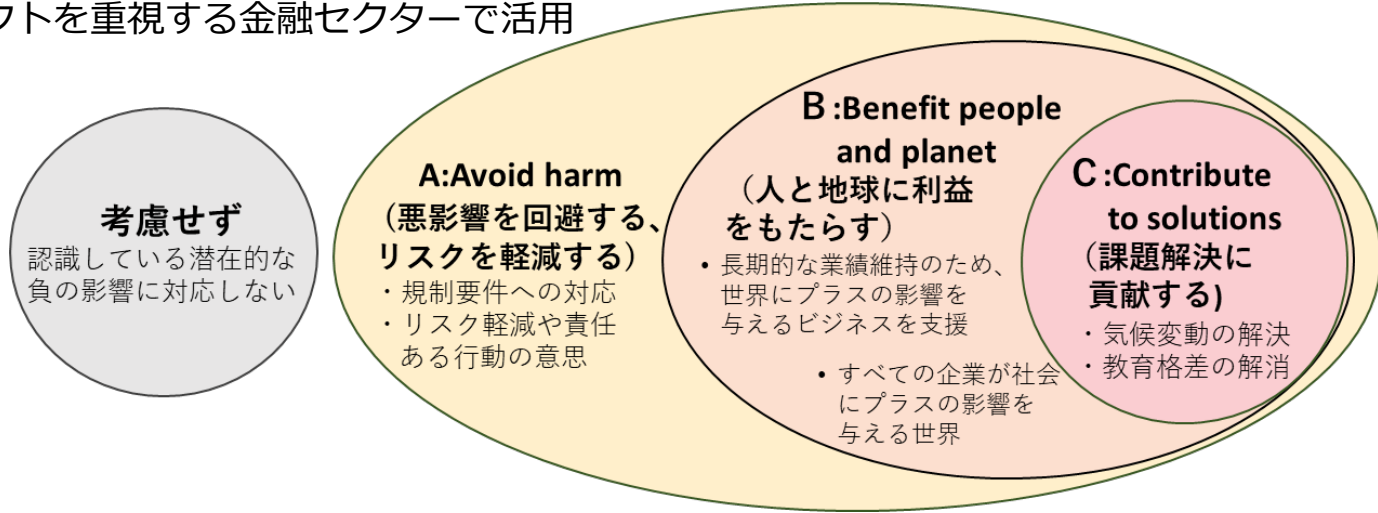 クトを重視する金融セクターで活用
考慮せず
認識している潜在的な
負の影響に対応しない
A:Avoid harm
（悪影響を回避する、
リスクを軽減する）
・規制要件への対応
・リスク軽減や責任
ある行動の意思
Ｂ:Benefit people
and planet
（人と地球に利益
をもたらす）
• 長期的な業績維持のため、
世界にプラスの影響を
与えるビジネスを支援
• すべての企業が社会
にプラスの影響を
与える世界
Ｃ:Contribute
to solutions
（課題解決に
貢献する)
・気候変動の解決
・教育格差の解消